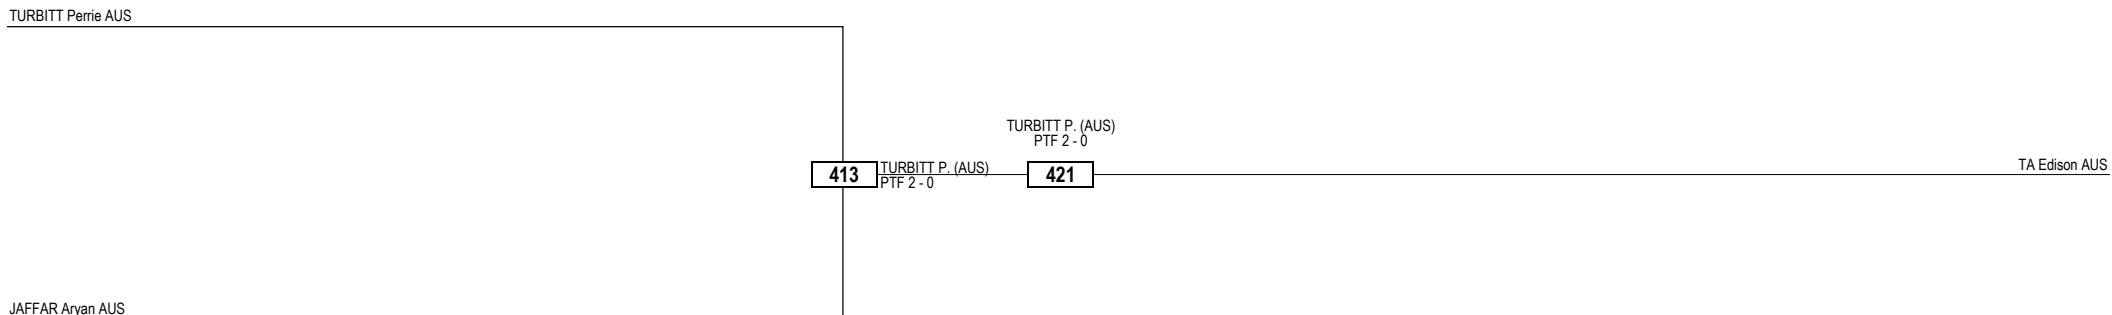 TURBITT Perrie AUS
TURBITT P. (AUS)
PTF 2 - 0
413
TURBITT P. (AUS)
PTF 2 - 0
421
TA Edison AUS
JAFFAR Aryan AUS